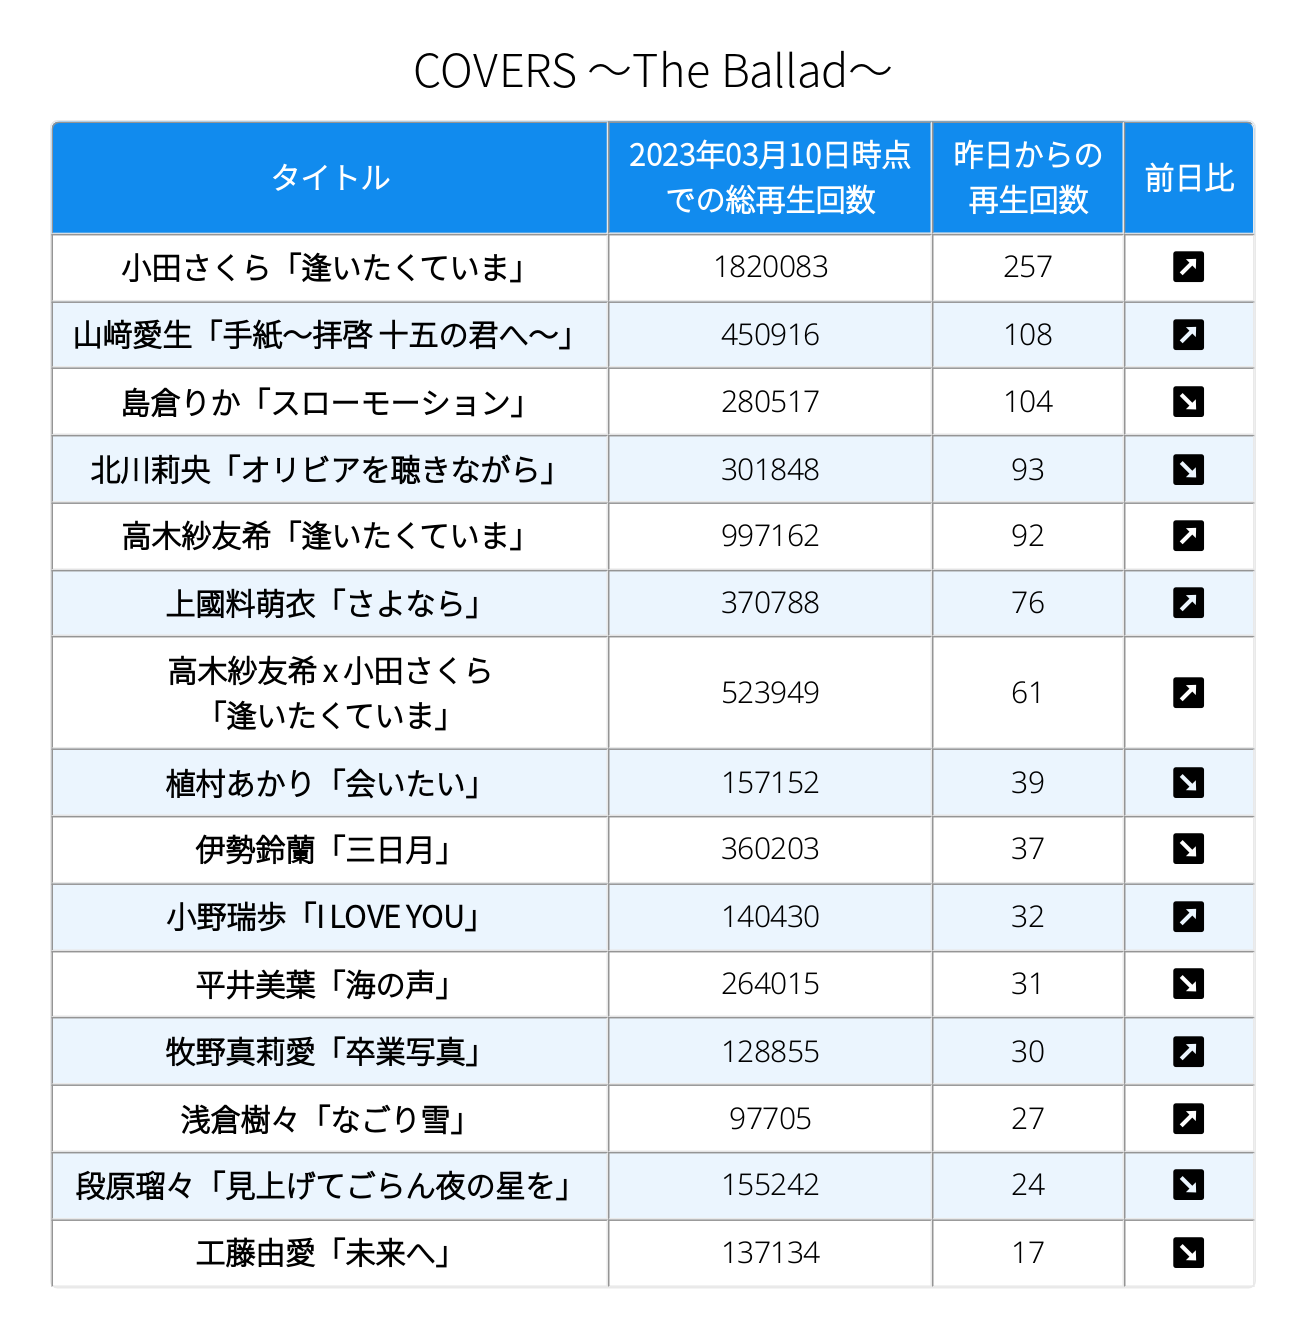 COVERS ～The Ballad～
タイトル
2023年03月10日時点
での総再生回数
昨日からの
再生回数
前日比
小田さくら「逢いたくていま」 1820083 257 ↗
山﨑愛生「手紙～拝啓 十五の君へ～」 450916 108 ↗
島倉りか「スローモーション」 280517 104 ↘
北川莉央「オリビアを聴きながら」 301848 93 ↘
高木紗友希「逢いたくていま」 997162 92 ↗
上國料萌衣「さよなら」 370788 76 ↗
高木紗友希 x 小田さくら
「逢いたくていま」 523949 61 ↗
植村あかり「会いたい」 157152 39 ↘
伊勢鈴蘭「三日月」 360203 37 ↘
小野瑞歩「I LOVE YOU」 140430 32 ↗
平井美葉「海の声」 264015 31 ↘
牧野真莉愛「卒業写真」 128855 30 ↗
浅倉樹々「なごり雪」 97705 27 ↗
段原瑠々「見上げてごらん夜の星を」 155242 24 ↘
工藤由愛「未来へ」 137134 17 ↘